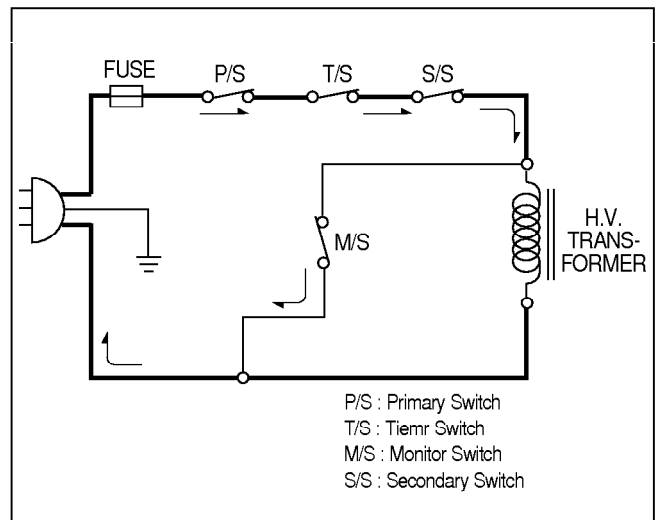 FUSE P/S T/S S/S
M/S
H.V.
TRANS-
FORMER
P/S : Primary Switch
T/S : Tiemr Switch
M/S : Monitor Switch
S/S : Secondary Switch